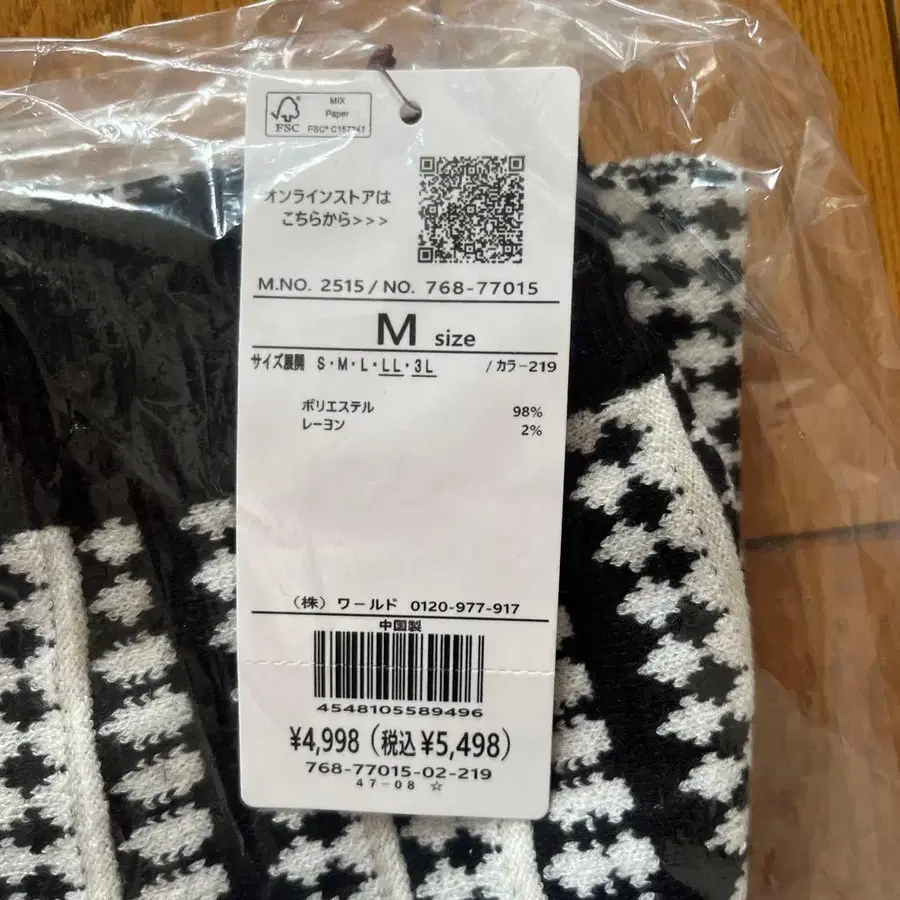 MIX
Paper
FSC
FSC® C157741
オンラインストアは
こちらから>>>
M.NO. 2515 / NO. 768-77015
M size
サイズ展開 S・M・L・LL・3L / カラー219
ポリエステル 98%
レーヨン 2%
(株) ワールド 0120-977-917
中国製
4548105589496
¥4,998(税込¥5,498)
768-77015-02-219
47-08 ☆